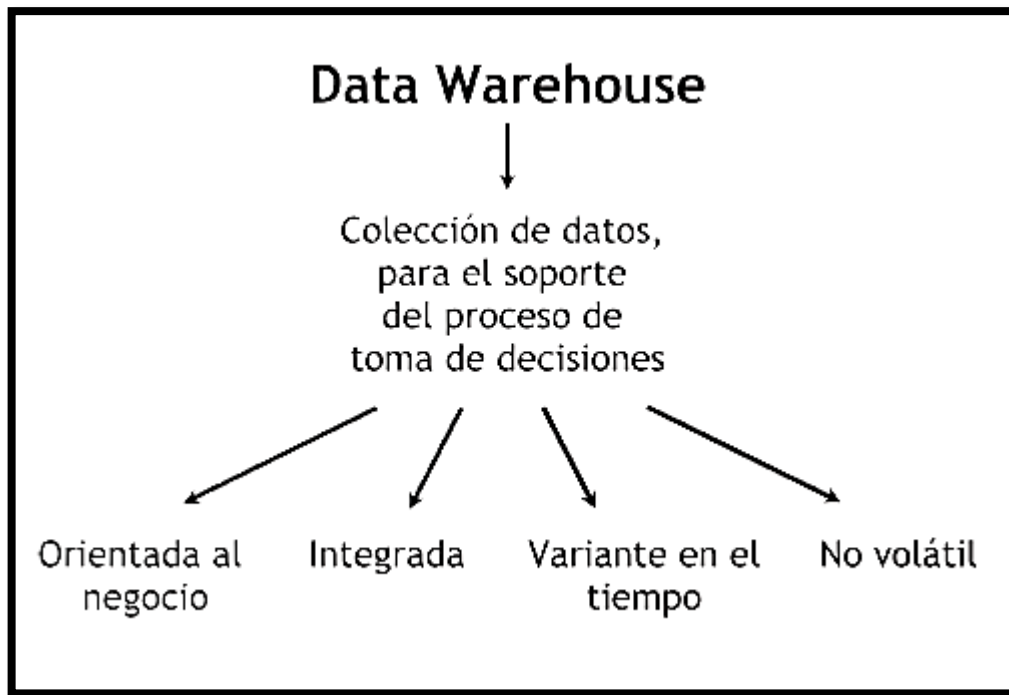 Data Warehouse
Colección de datos,
para el soporte
del proceso de
toma de decisiones
Orientada al
negocio
Integrada
Variante en el
tiempo
No volátil